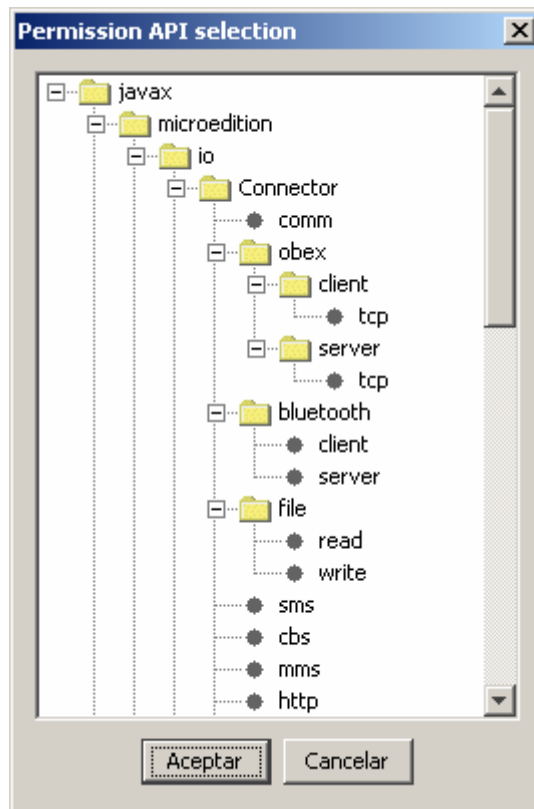 Permission API selection
javax
microedition
io
Connector
comm
obex
client
tcp
server
tcp
bluetooth
client
server
file
read
write
sms
cbs
mms
http
Aceptar Cancelar